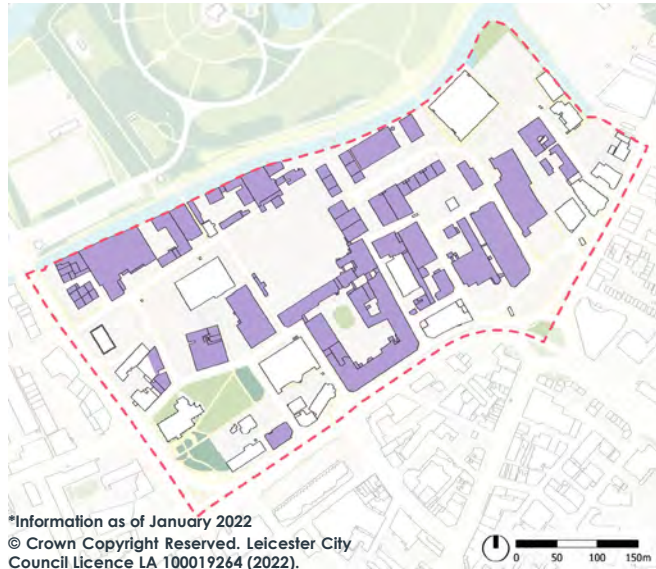 *Information as of January 2022
© Crown Copyright Reserved. Leicester City
Council Licence LA 100019264 (2022).
0 50 100 150m